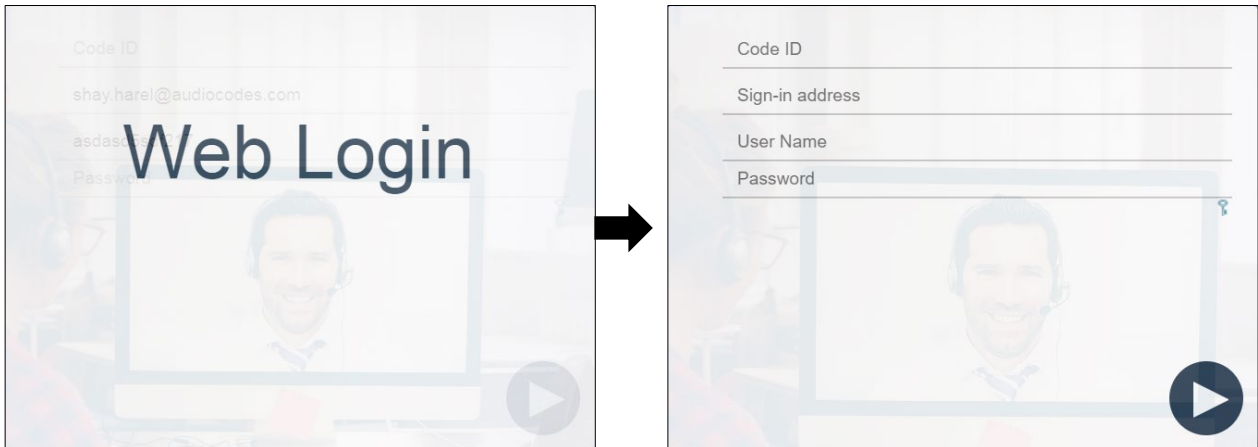 Code ID
shay.harel@audiocodes.com
Web Login
Password
Code ID
Sign-in address
User Name
Password